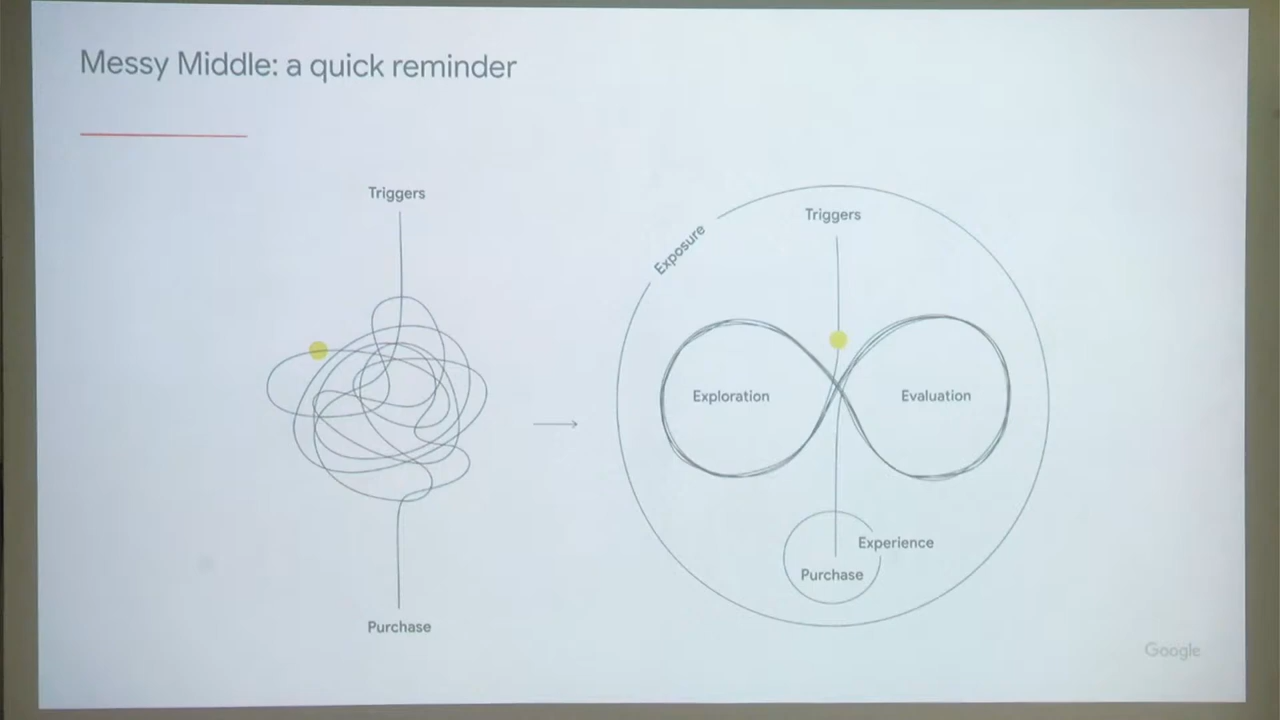 Messy Middle: a quick reminder
Triggers
Purchase
Exposure
Triggers
Exploration
Evaluation
Experience
Purchase
Google